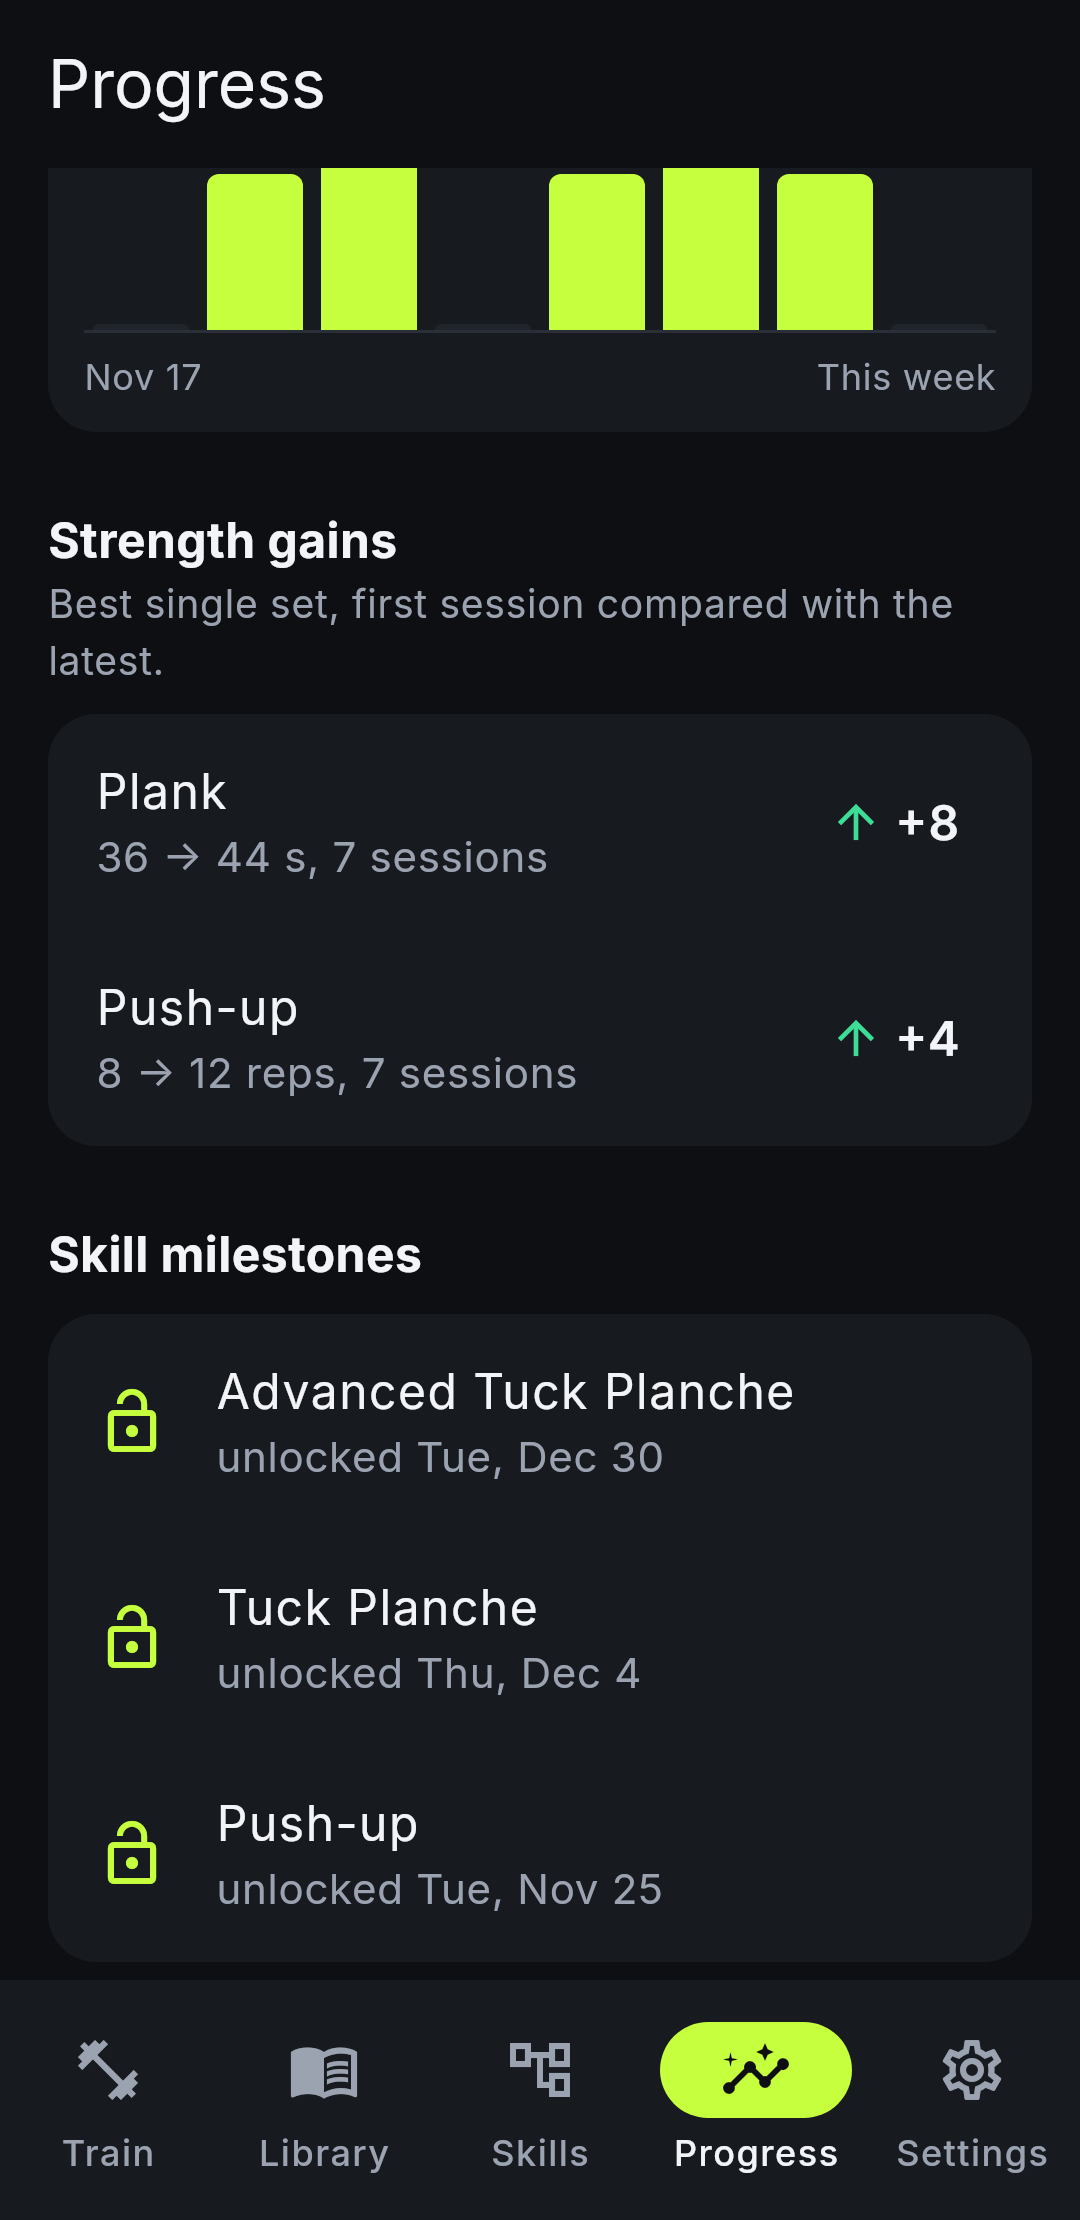 Progress
Nov 17
This week
Strength gains
Best single set, first session compared with the
latest.
Plank
36 → 44 s, 7 sessions
+8
Push-up
8 → 12 reps, 7 sessions
+4
Skill milestones
Advanced Tuck Planche
unlocked Tue, Dec 30
Tuck Planche
unlocked Thu, Dec 4
Push-up
unlocked Tue, Nov 25
Train
Library
Skills
Progress
Settings